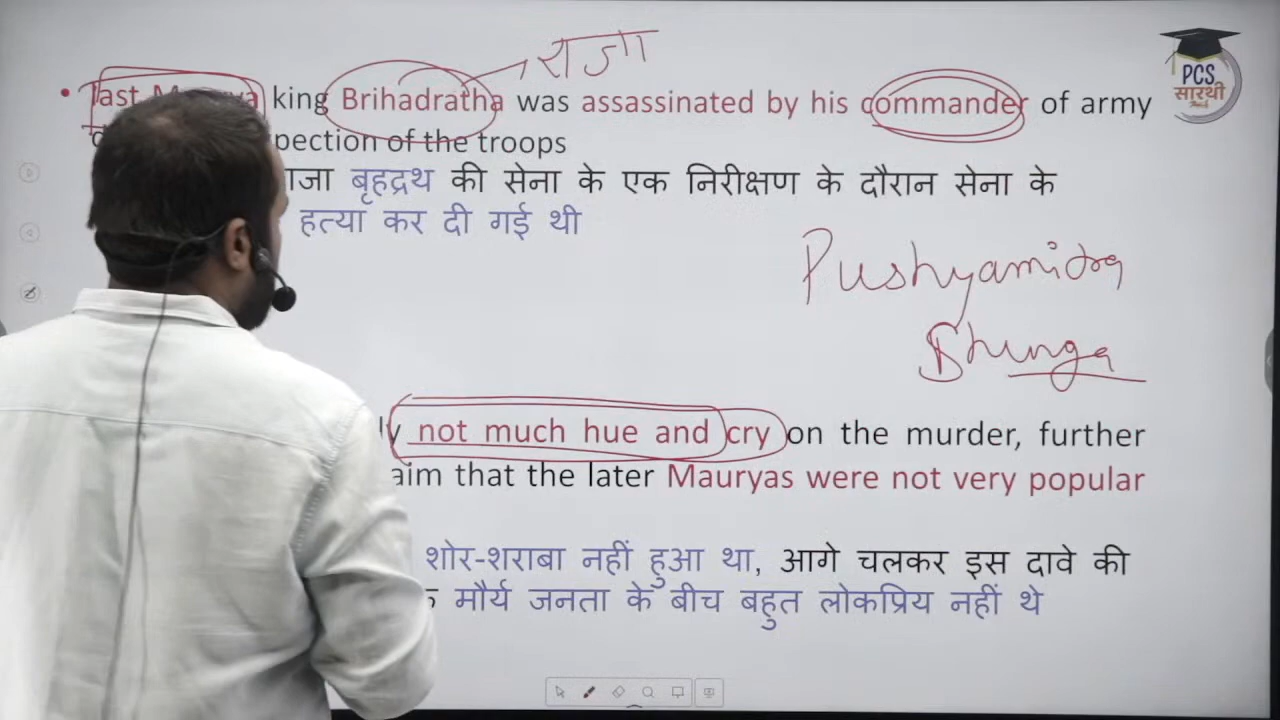 राजा
PCS
सारथी
• last king Brihadratha was assassinated by his commander of army
pection of the troops
ाजा बृहद्रथ की सेना के एक निरीक्षण के दौरान सेना के
हत्या कर दी गई थी
Pushyamitra
Shunga
y not much hue and cry on the murder, further
aim that the later Mauryas were not very popular
शोर-शराबा नहीं हुआ था, आगे चलकर इस दावे की
मौर्य जनता के बीच बहुत लोकप्रिय नहीं थे